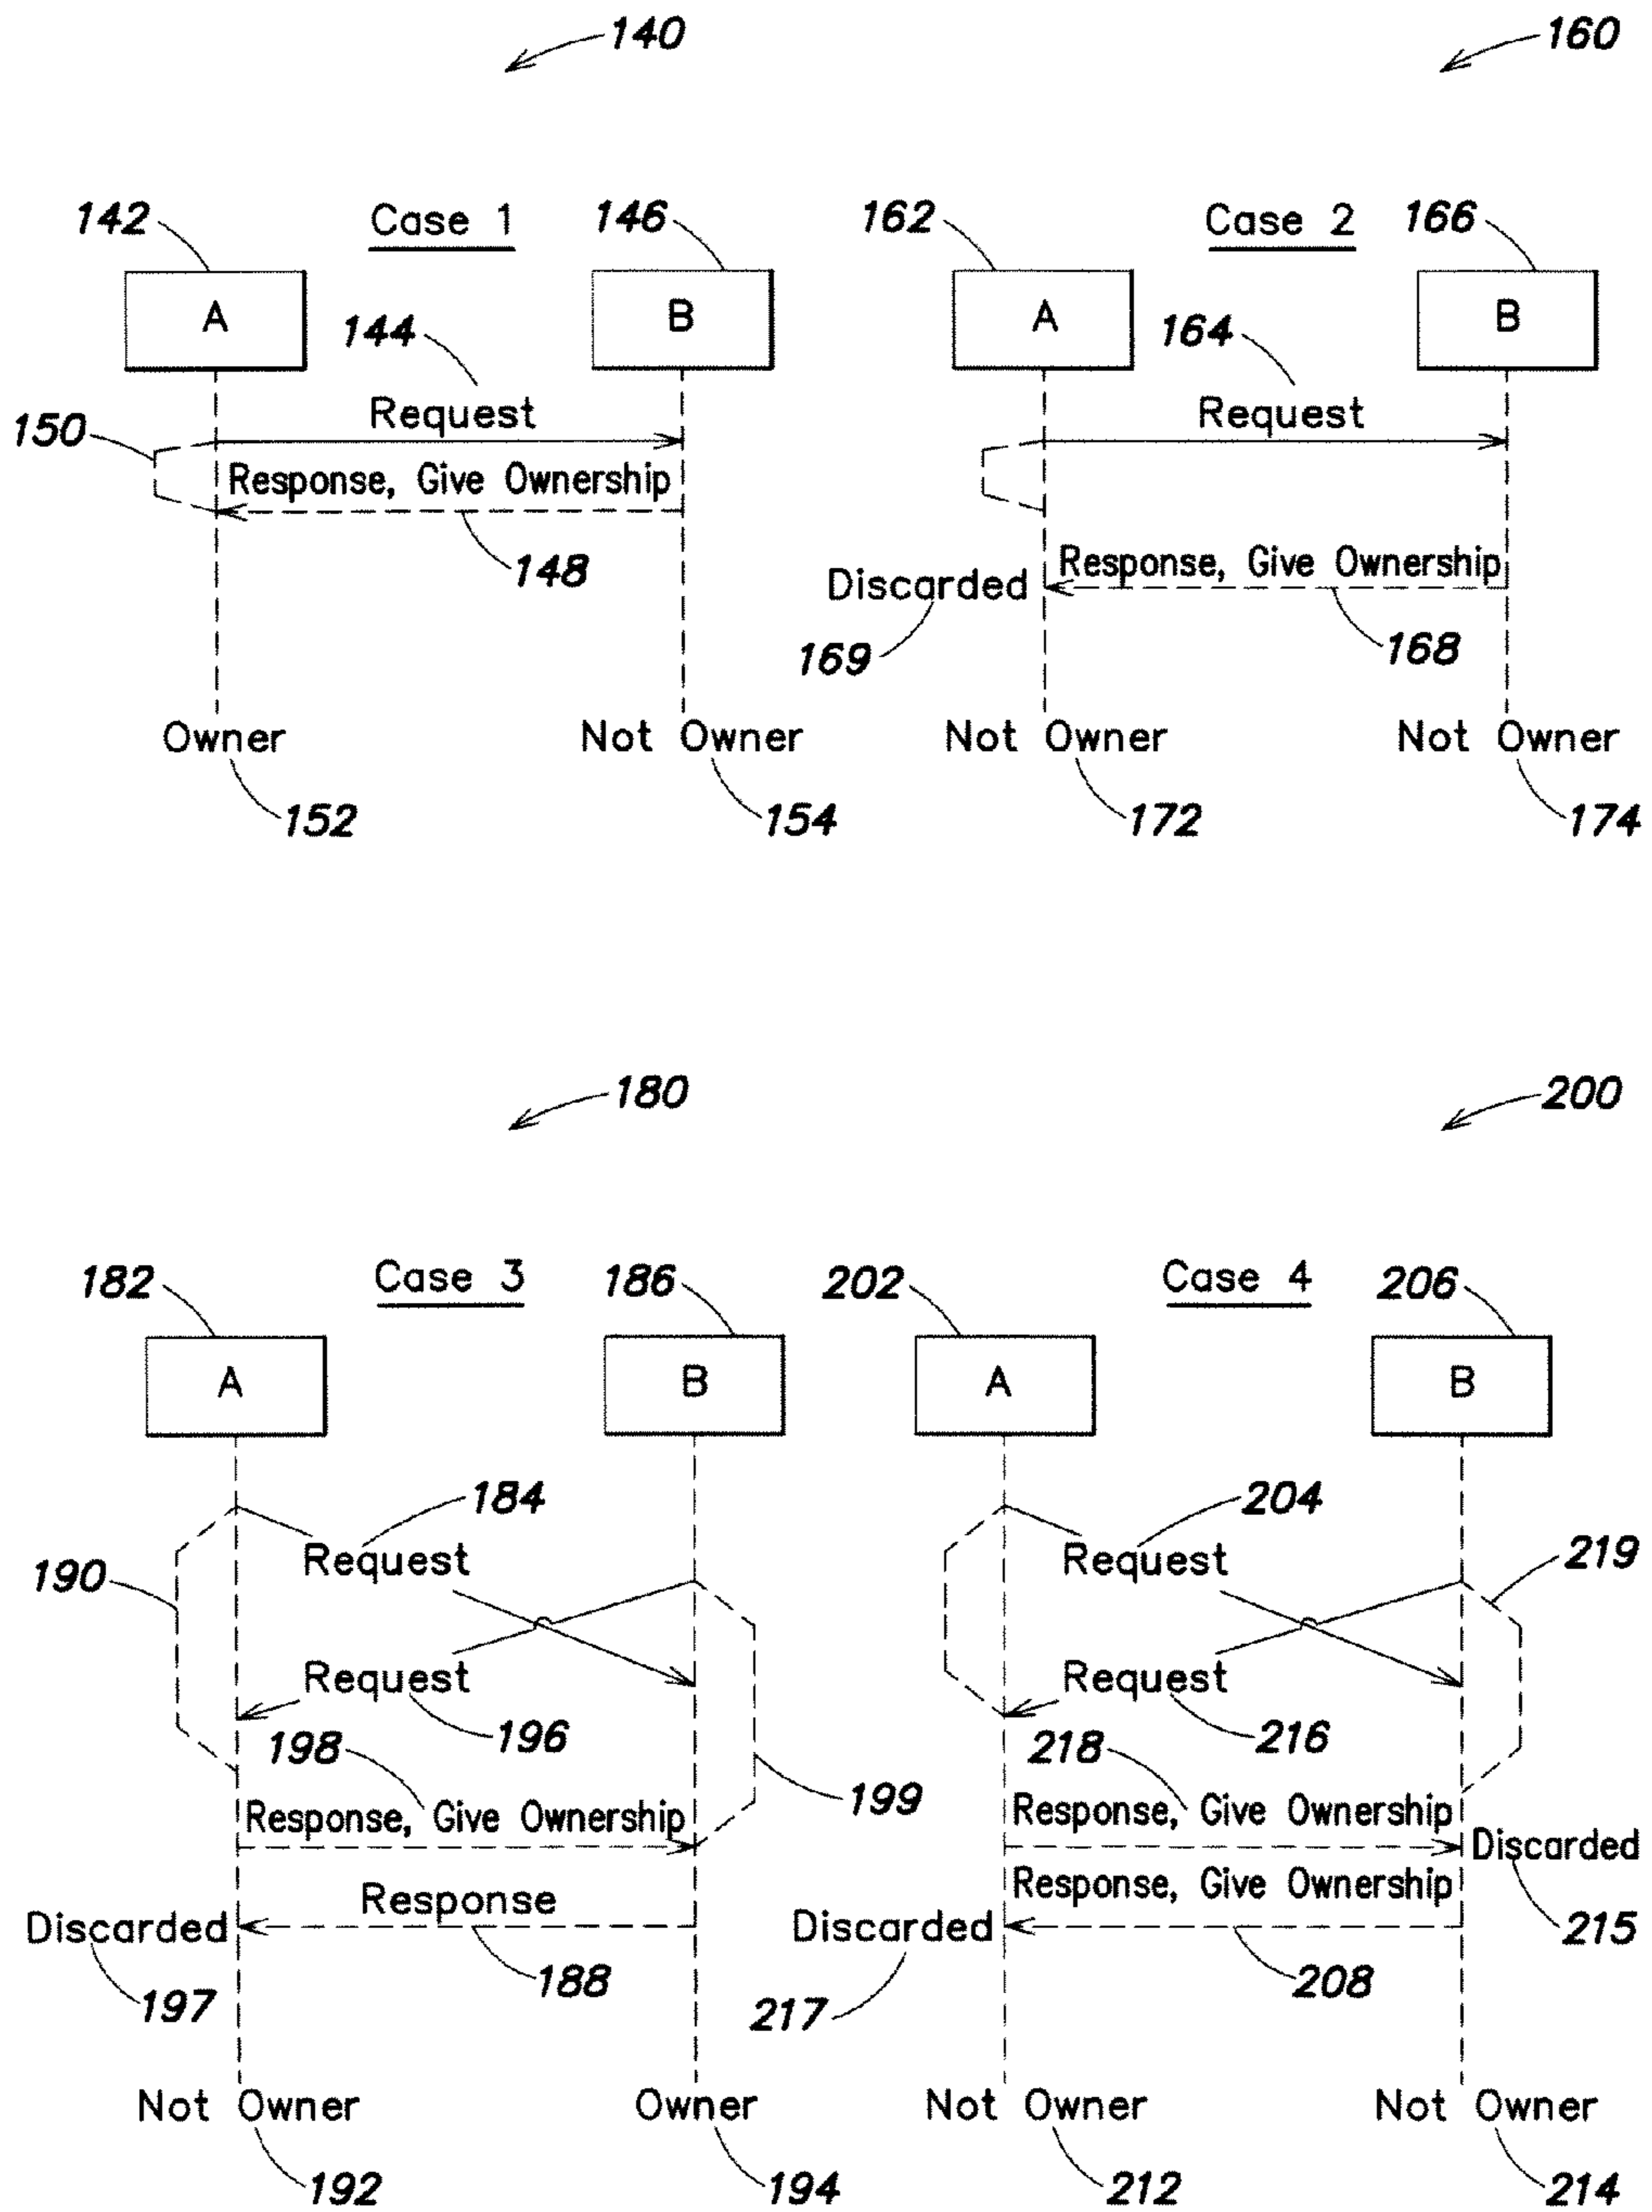 140
160
142 Case 1 146
162 Case 2 166
A B
A B
144
164
Request
Request
150
Response, Give Ownership
148
Response, Give Ownership
Discarded
169
168
Owner
Not Owner
Not Owner
Not Owner
152
154
172
174
180
200
182 Case 3 186
202 Case 4 206
A B
A B
184
204
Request
Request
190
219
Request
Request
196
216
198
218
199
Response, Give Ownership
Response, Give Ownership
Discarded
215
Response
Response, Give Ownership
Discarded
Discarded
188
208
197
217
Not Owner
Owner
Not Owner
Not Owner
192
194
212
214